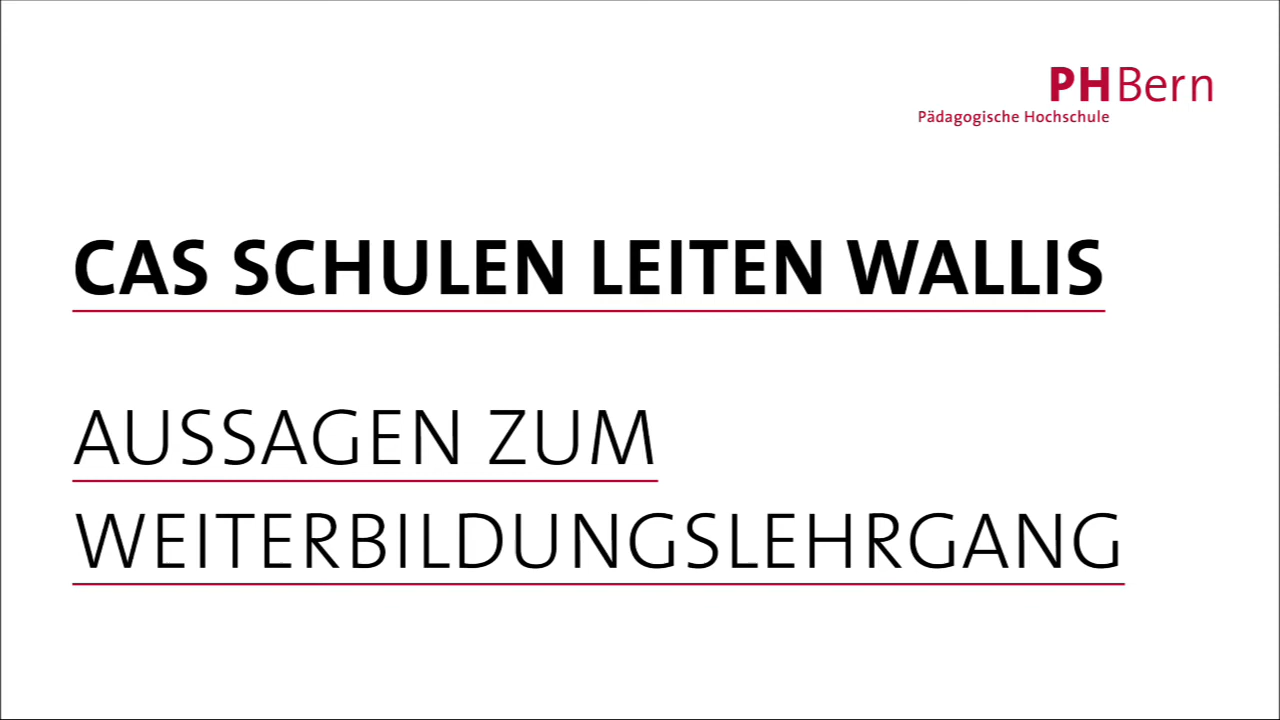 PHBern
Pädagogische Hochschule
CAS SCHULEN LEITEN WALLIS
AUSSAGEN ZUM
WEITERBILDUNGSLEHRGANG